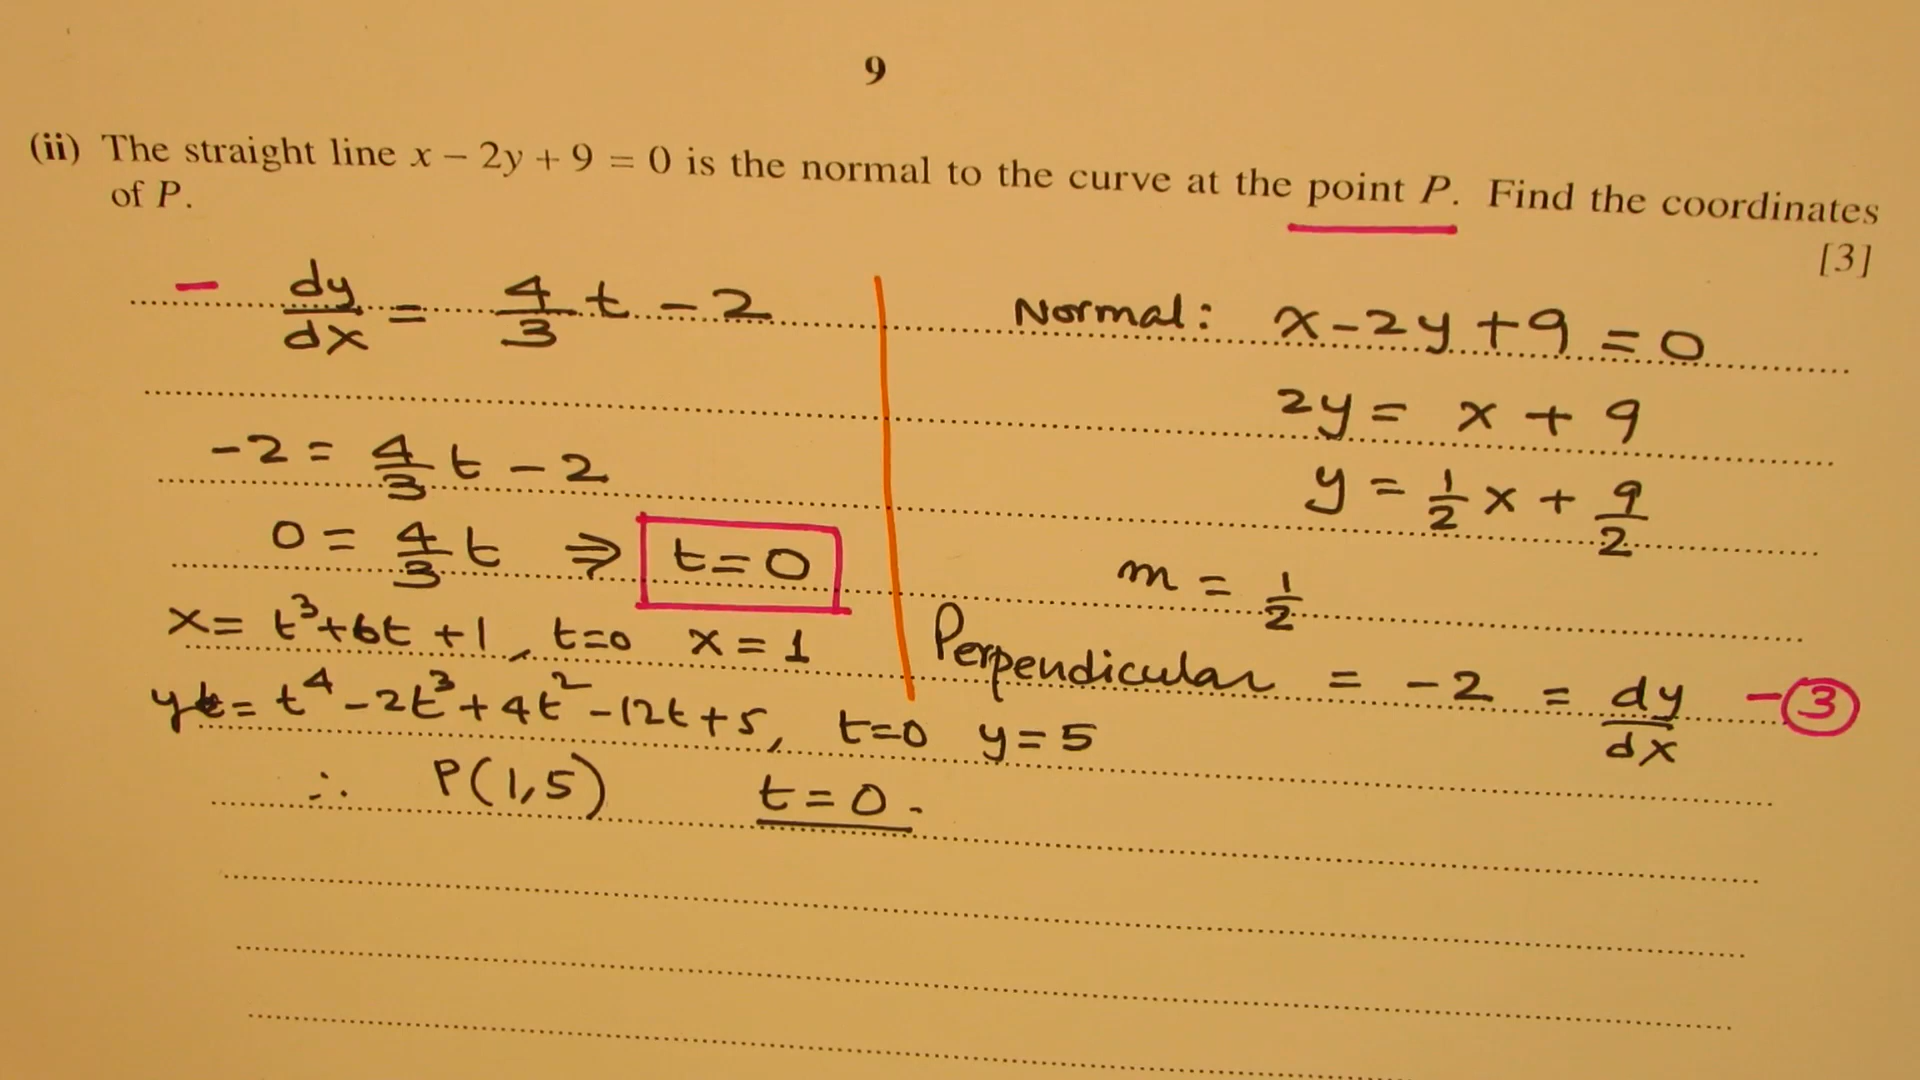 9
(ii) The straight line x − 2y + 9 = 0 is the normal to the curve at the point P. Find the coordinates
of P.
[3]
− dy/dx = 4/3 t − 2
−2 = 4/3 t − 2
0 = 4/3 t ⇒ t = 0
x = t³ + 6t + 1, t=0 x = 1
y = t⁴ − 2t³ + 4t² − 12t + 5, t=0 y = 5
∴ P(1,5) t = 0.
Normal: x − 2y + 9 = 0
2y = x + 9
y = 1/2 x + 9/2
m = 1/2
Perpendicular = −2 = dy/dx − ③